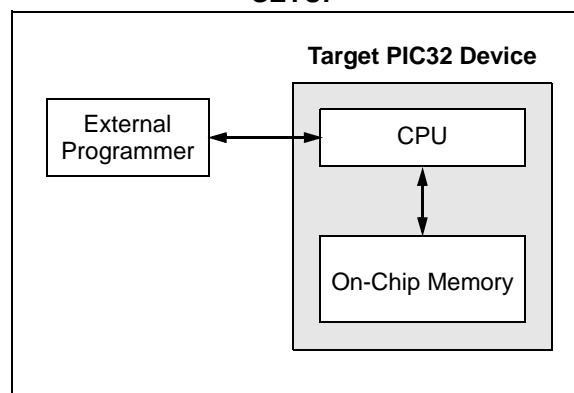 Target PIC32 Device
External
Programmer
CPU
On-Chip Memory